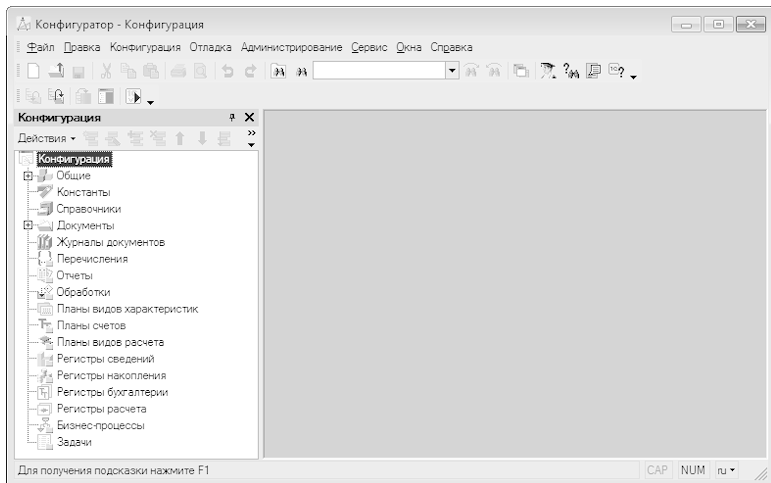 Конфигуратор - Конфигурация
Файл Правка Конфигурация Отладка Администрирование Сервис Окна Справка
Конфигурация
Действия
Конфигурация
Общие
Константы
Справочники
Документы
Журналы документов
Перечисления
Отчеты
Обработки
Планы видов характеристик
Планы счетов
Планы видов расчета
Регистры сведений
Регистры накопления
Регистры бухгалтерии
Регистры расчета
Бизнес-процессы
Задачи
Для получения подсказки нажмите F1 CAP NUM ru